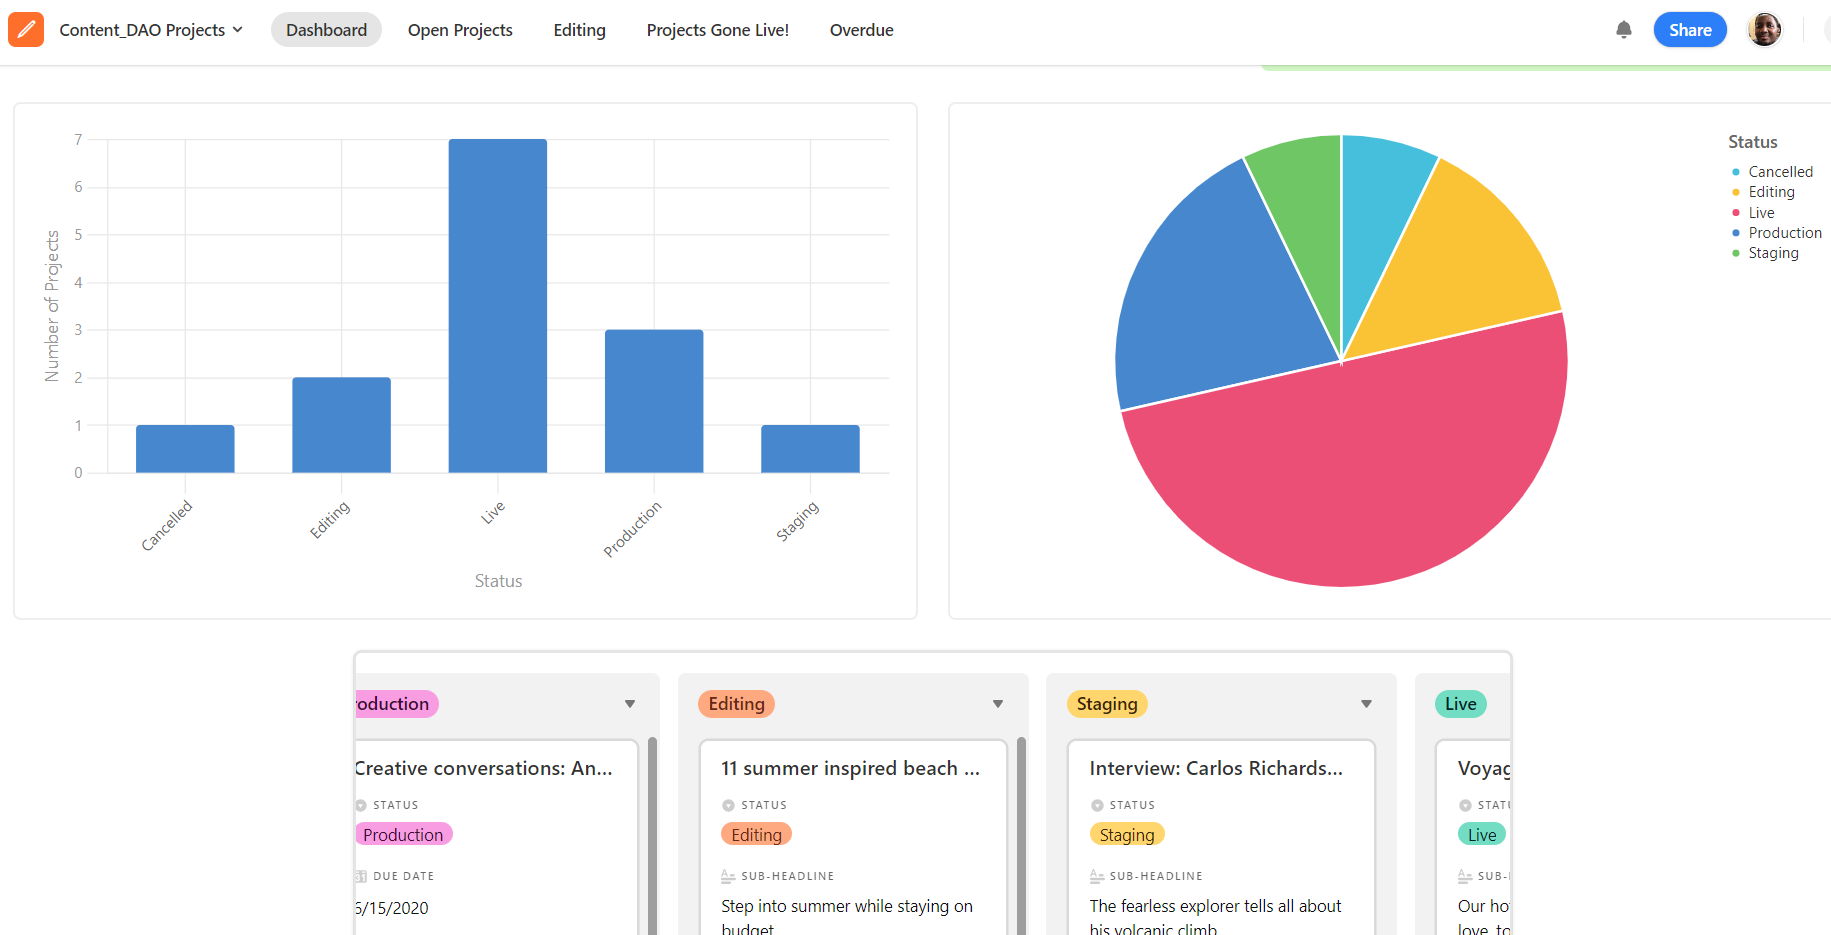 Content_DAO Projects
Dashboard
Open Projects
Editing
Projects Gone Live!
Overdue
Share
7
6
5
4
3
2
1
0
Number of Projects
Cancelled
Editing
Live
Production
Staging
Status
Status
Cancelled
Editing
Live
Production
Staging
roduction
Creative conversations: An...
STATUS
Production
DUE DATE
6/15/2020
Editing
11 summer inspired beach ...
STATUS
Editing
SUB-HEADLINE
Step into summer while staying on
budget
Staging
Interview: Carlos Richards...
STATUS
Staging
SUB-HEADLINE
The fearless explorer tells all about
his volcanic climb
Live
Voyag
STATU
Live
SUB-
Our ho
love, to